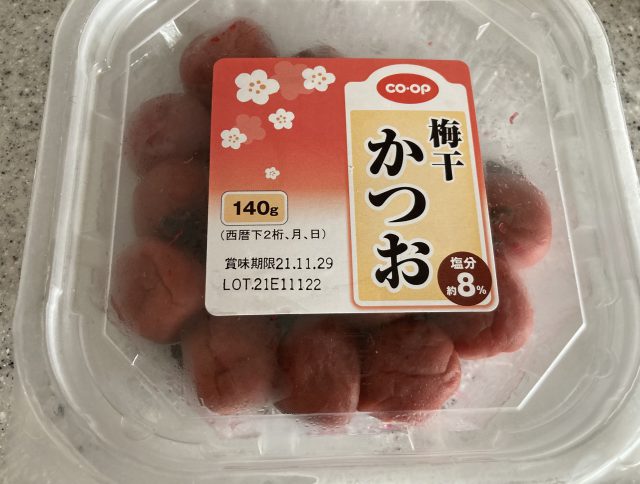 CO·OP
梅干
かつお
140g
(西暦下2桁、月、日)
賞味期限21.11.29
LOT.21E11122
塩分
約8%